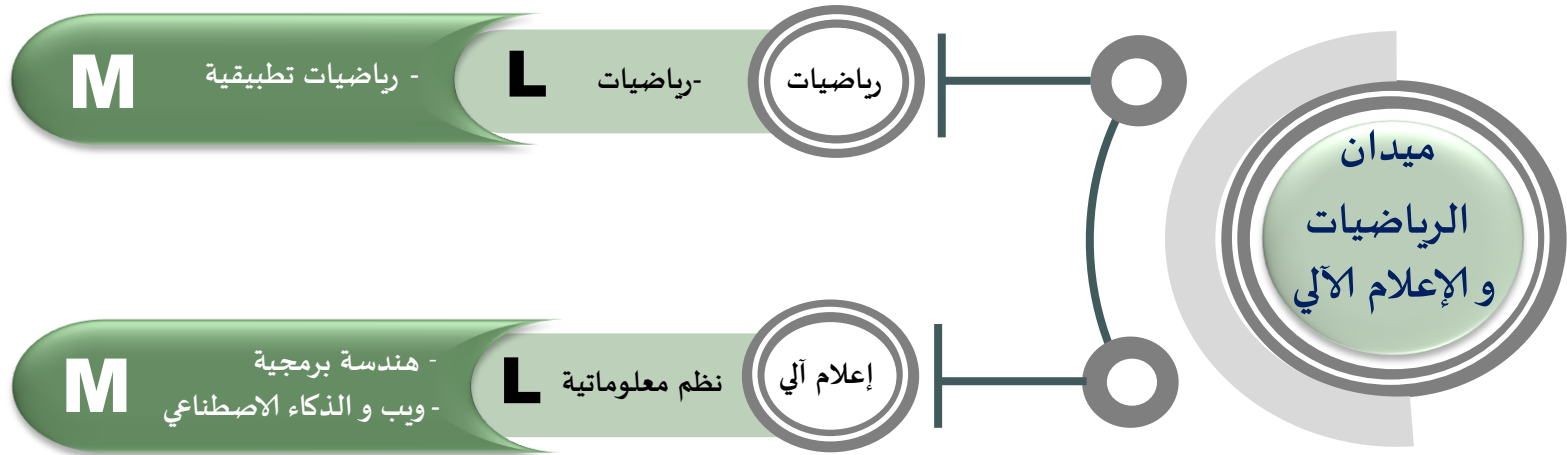 ميدان
الرياضيات
و الإعلام الآلي
رياضيات
-رياضيات
L
- رياضيات تطبيقية
M
إعلام آلي
نظم معلوماتية
L
- هندسة برمجية
- ويب و الذكاء الاصطناعي
M